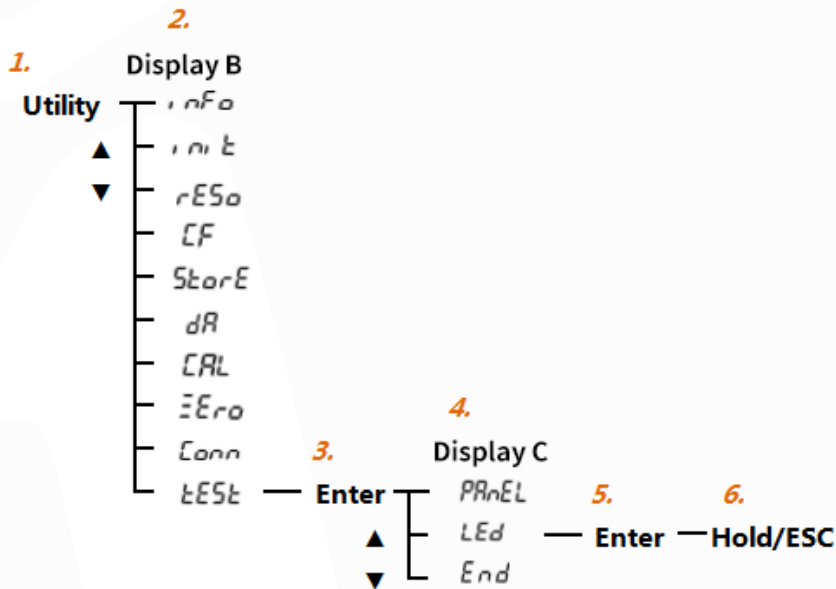 2.
1.
Display B
Utility
inFo
▲
init
▼
rESo
CF
StorE
dA
CAL
ZEro
4.
Conn
3.
Display C
tESt
Enter
PAnEL
5.
6.
▲
LEd
Enter
Hold/ESC
▼
End